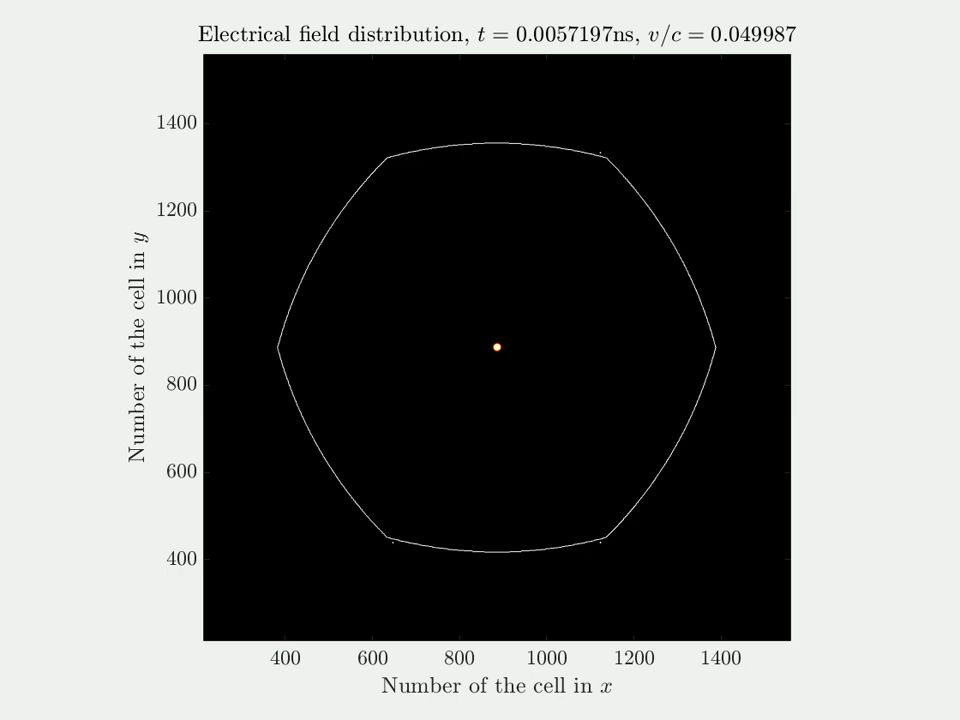 Electrical field distribution, t = 0.0057197ns, v/c = 0.049987
1400
1200
1000
800
600
400
Number of the cell in y
400 600 800 1000 1200 1400
Number of the cell in x